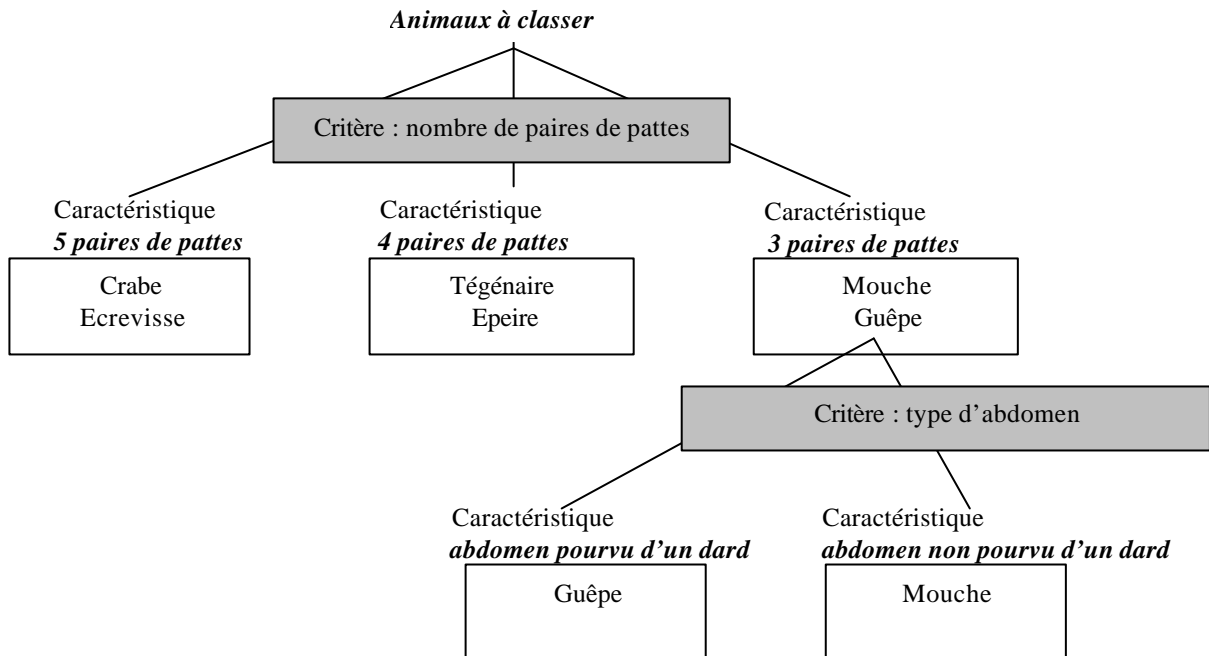 Animaux à classer
Critère : nombre de paires de pattes
Caractéristique
5 paires de pattes
Crabe
Ecrevisse
Caractéristique
4 paires de pattes
Tégénaire
Epeire
Caractéristique
3 paires de pattes
Mouche
Guêpe
Critère : type d’abdomen
Caractéristique
abdomen pourvu d’un dard
Guêpe
Caractéristique
abdomen non pourvu d’un dard
Mouche